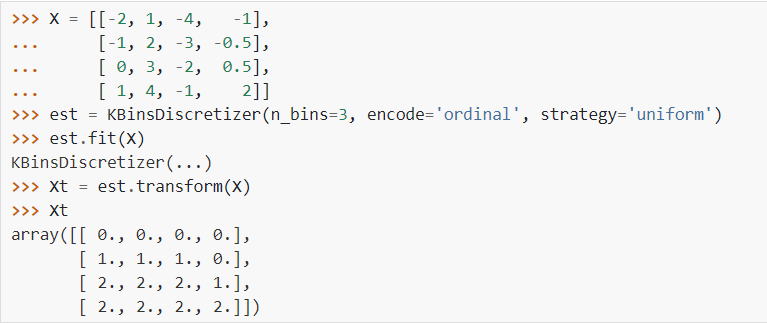 >>> X = [[-2, 1, -4,   -1],
...      [-1, 2, -3, -0.5],
...      [ 0, 3, -2,  0.5],
...      [ 1, 4, -1,    2]]
>>> est = KBinsDiscretizer(n_bins=3, encode='ordinal', strategy='uniform')
>>> est.fit(X)
KBinsDiscretizer(...)
>>> Xt = est.transform(X)
>>> Xt
array([[ 0., 0., 0., 0.],
       [ 1., 1., 1., 0.],
       [ 2., 2., 2., 1.],
       [ 2., 2., 2., 2.]])